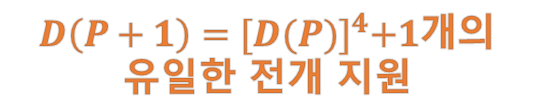 D(P + 1) = [D(P)]⁴+1개의
유일한 전개 지원